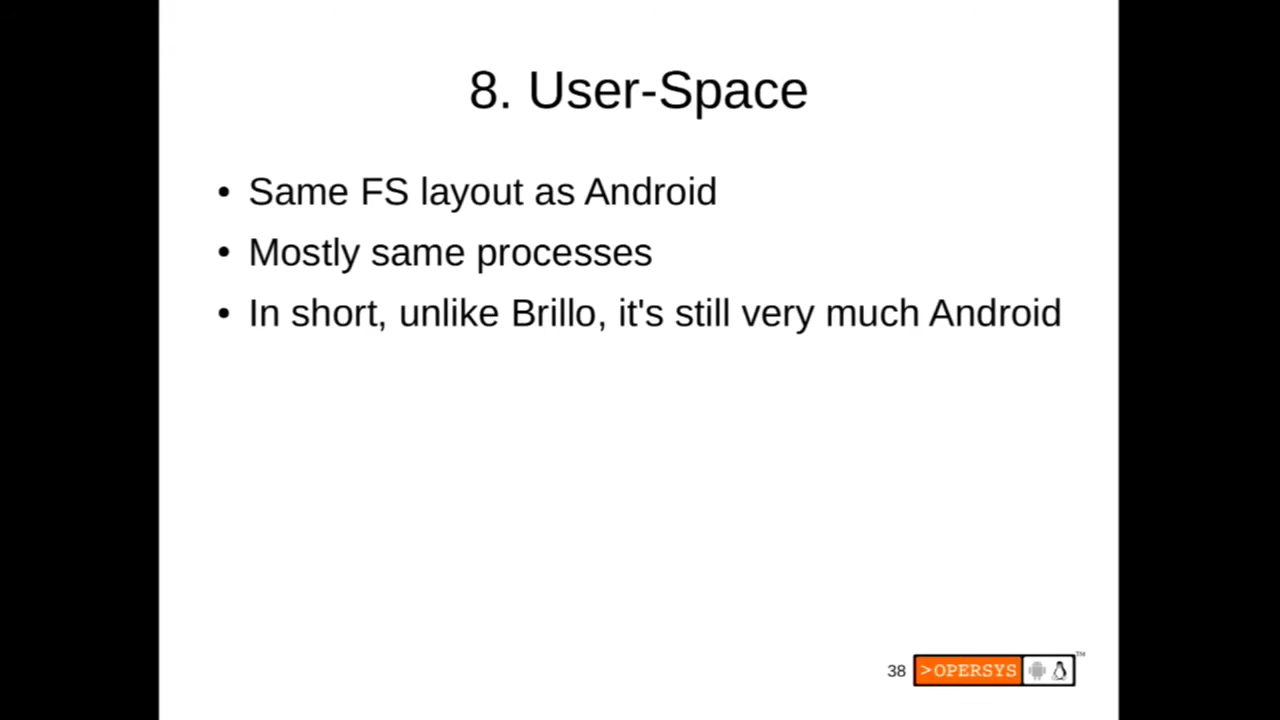 8. User-Space
• Same FS layout as Android
• Mostly same processes
• In short, unlike Brillo, it's still very much Android
38 >OPERSYS ™